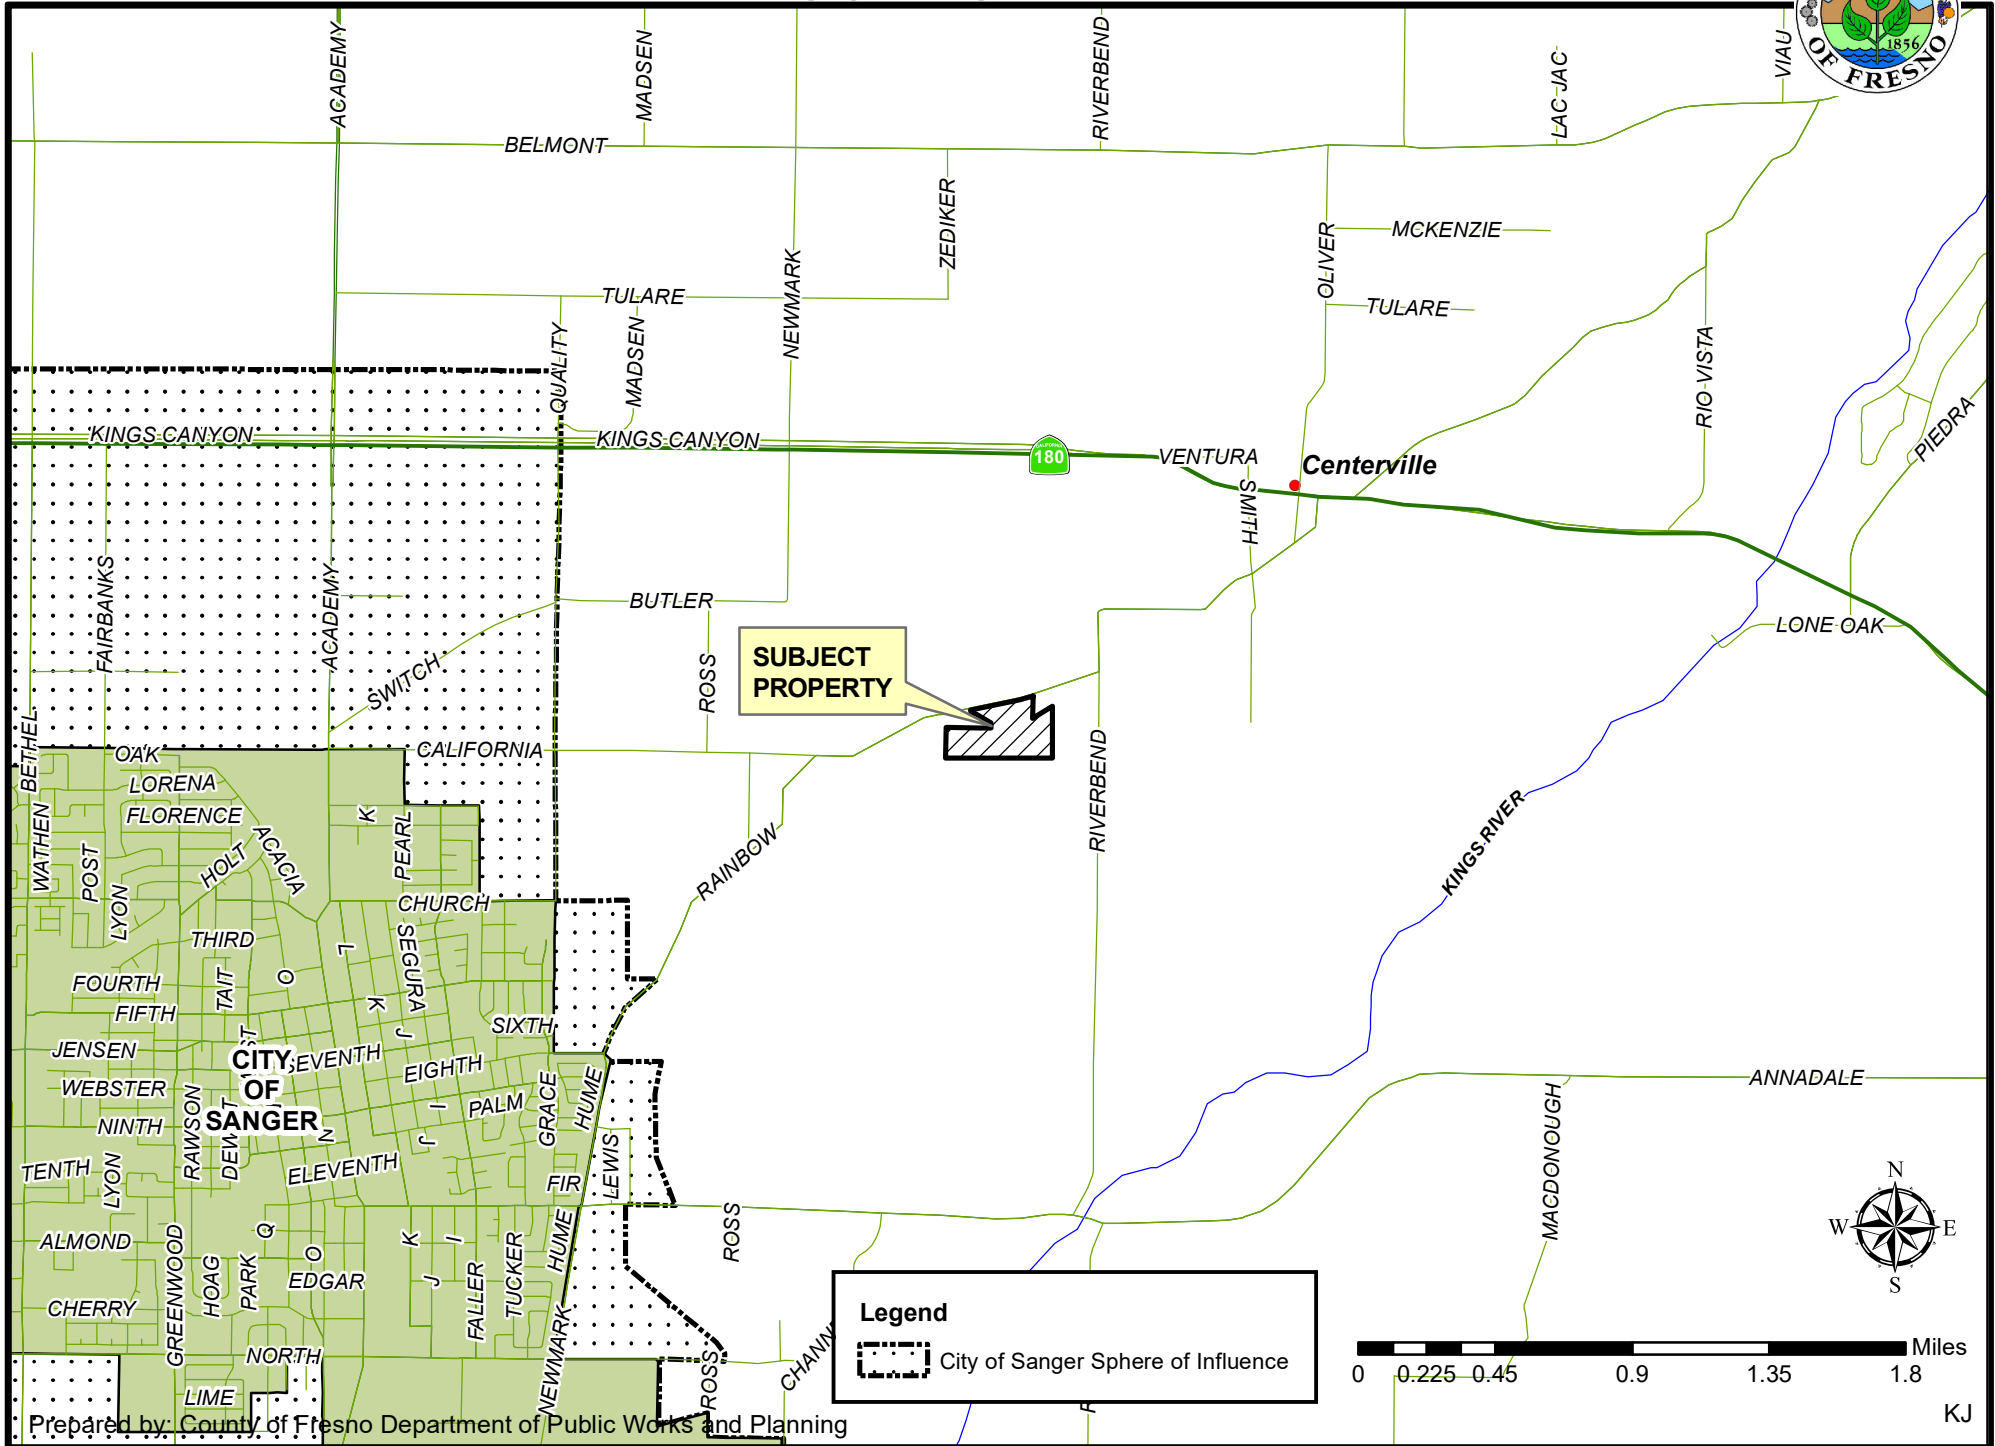 ACADEMY
MADSEN
RIVERBEND
LAC JAC
VIAU
1856
OF FRESNO
BELMONT
ZEDIKER
MCKENZIE
OLIVER
NEWMARK
TULARE
TULARE
QUALITY
MADSEN
RIO VISTA
PIEDRA
KINGS CANYON
KINGS CANYON
CALIFORNIA
180
VENTURA
Centerville
SMITH
FAIRBANKS
ACADEMY
BUTLER
LONE OAK
SWITCH
ROSS
SUBJECT
PROPERTY
BETHEL
OAK
CALIFORNIA
LORENA
FLORENCE
K
PEARL
RIVERBEND
WATHEN
POST
HOLT
ACACIA
RAINBOW
KINGS RIVER
LYON
CHURCH
THIRD
L
SEGURA
FOURTH
TAIT
O
K
FIFTH
J
SIXTH
JENSEN
CITY
OF
SANGER
SEVENTH
EIGHTH
WEBSTER
RAWSON
I
PALM
GRACE
HUME
ANNADALE
NINTH
N
J
MACDONOUGH
TENTH
LYON
ELEVENTH
FIR
LEWIS
N
W
E
S
ALMOND
GREENWOOD
HOAG
PARK
Q
O
K
I
HUME
ROSS
EDGAR
J
FALLER
TUCKER
CHERRY
NEWMARK
NORTH
ROSS
LIME
Legend
City of Sanger Sphere of Influence
Miles
0 0.225 0.45 0.9 1.35 1.8
KJ
Prepared by: County of Fresno Department of Public Works and Planning